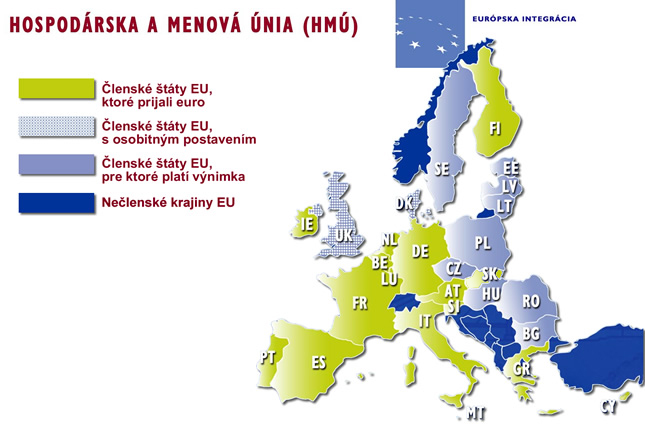 HOSPODÁRSKA A MENOVÁ ÚNIA (HMÚ)
EURÓPSKA INTEGRÁCIA
Členské štáty EU,
ktoré prijali euro
Členské štáty EU,
s osobitným postavením
Členské štáty EU,
pre ktoré platí výnimka
Nečlenské krajiny EU
FI
SE
EE
LV
LT
DK
IE
UK
NL
DE
PL
BE
LU
CZ
SK
FR
AT
HU
SI
RO
IT
BG
PT
ES
GR
MT
CY